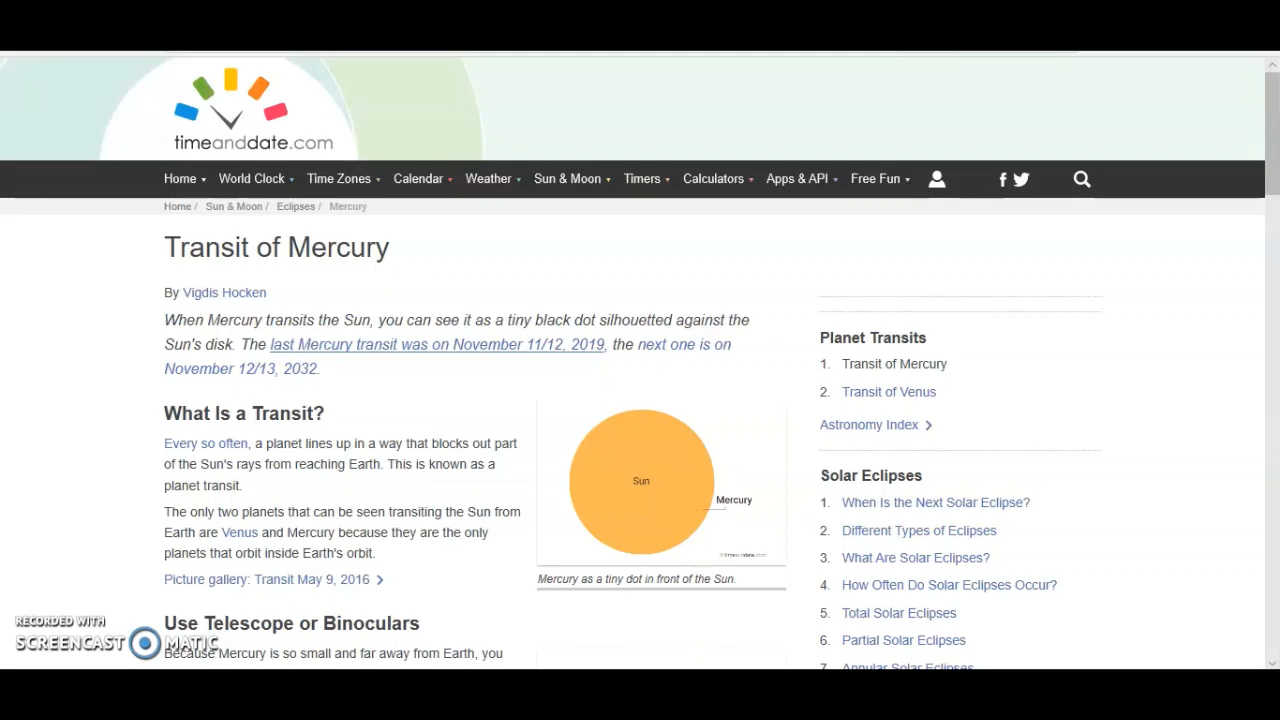 timeanddate.com
Home World Clock Time Zones Calendar Weather Sun & Moon Timers Calculators Apps & API Free Fun
Home / Sun & Moon / Eclipses / Mercury
Transit of Mercury
By Vigdis Hocken
When Mercury transits the Sun, you can see it as a tiny black dot silhouetted against the
Sun's disk. The last Mercury transit was on November 11/12, 2019, the next one is on
November 12/13, 2032.
What Is a Transit?
Every so often, a planet lines up in a way that blocks out part
of the Sun's rays from reaching Earth. This is known as a
planet transit.
The only two planets that can be seen transiting the Sun from
Earth are Venus and Mercury because they are the only
planets that orbit inside Earth's orbit.
Picture gallery: Transit May 9, 2016
Sun
Mercury
©timeanddate.com
Mercury as a tiny dot in front of the Sun.
Use Telescope or Binoculars
Because Mercury is so small and far away from Earth, you
Planet Transits
1. Transit of Mercury
2. Transit of Venus
Astronomy Index
Solar Eclipses
1. When Is the Next Solar Eclipse?
2. Different Types of Eclipses
3. What Are Solar Eclipses?
4. How Often Do Solar Eclipses Occur?
5. Total Solar Eclipses
6. Partial Solar Eclipses
7. Annular Solar Eclipses
RECORDED WITH
SCREENCAST MATIC